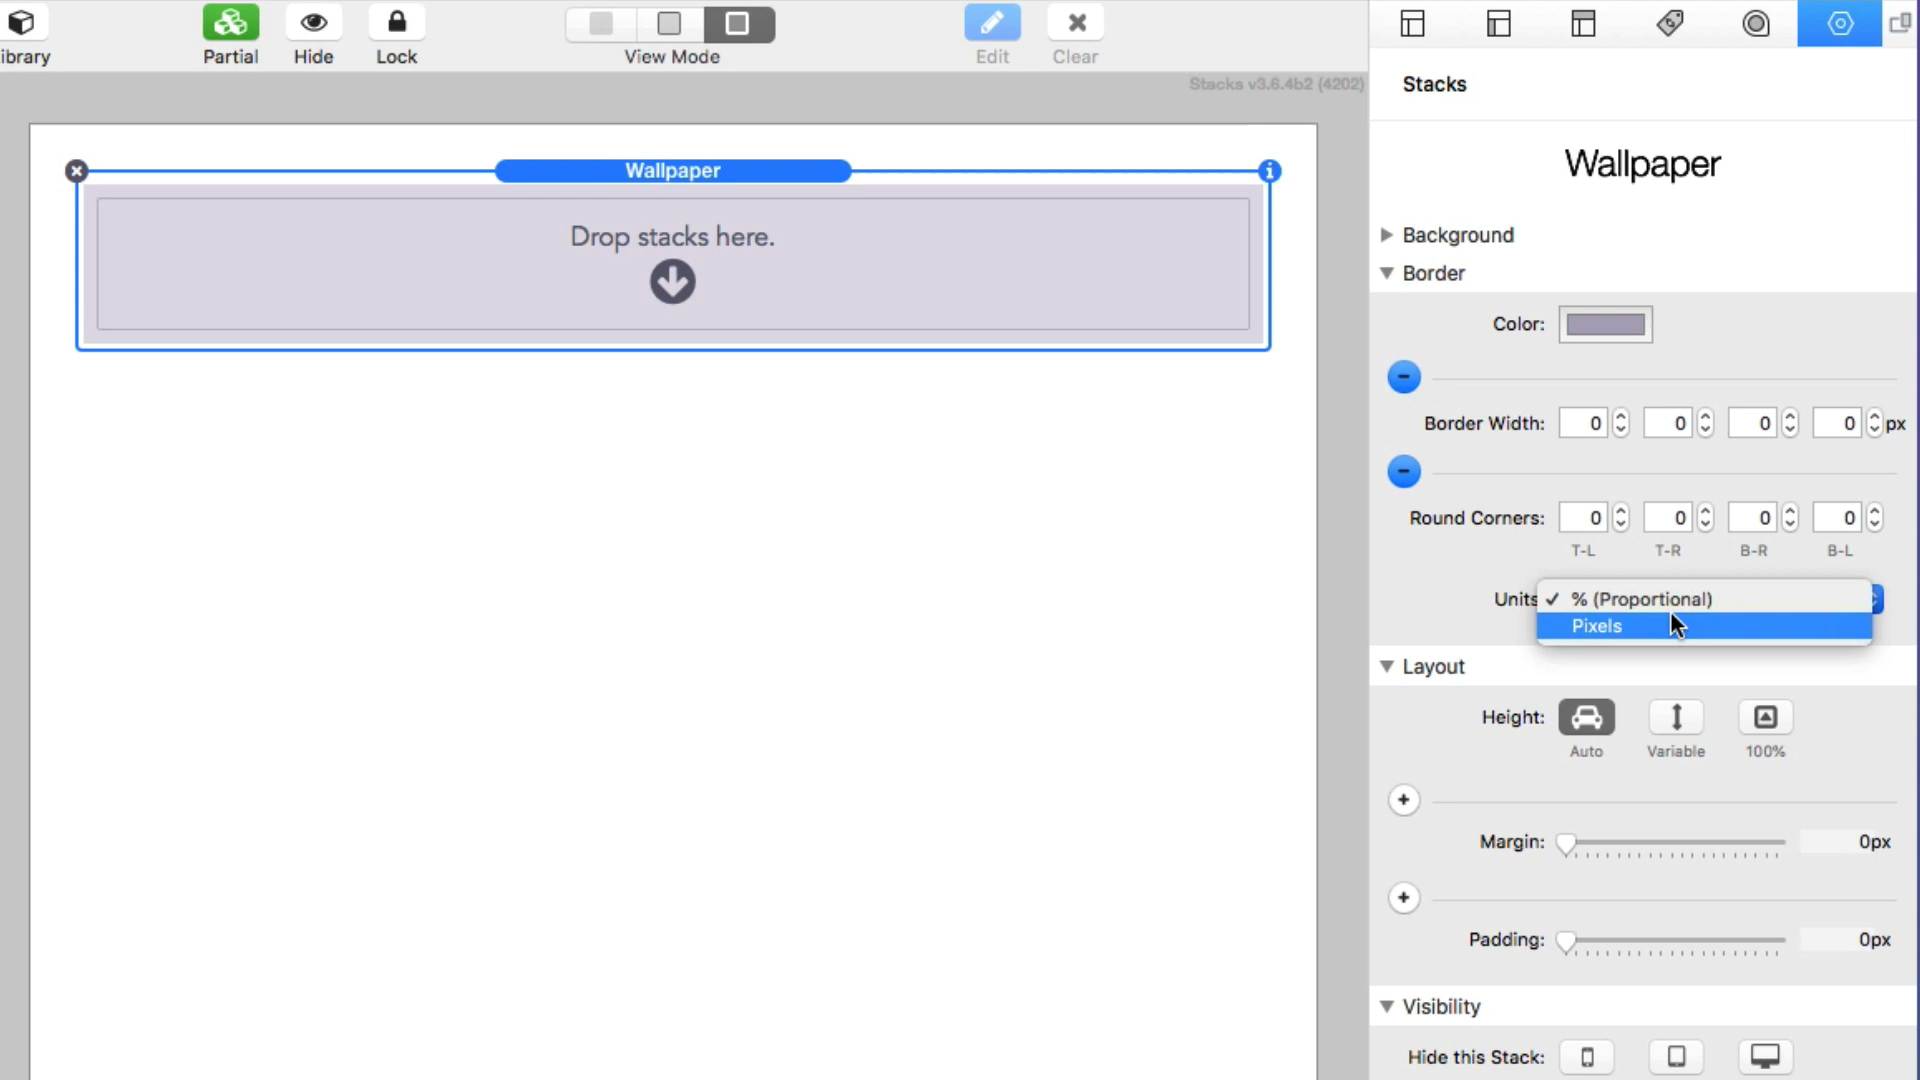 ibrary
Partial
Hide
Lock
View Mode
Edit
Clear
Stacks v3.6.4b2 (4202)
Wallpaper
Drop stacks here.
Stacks
Wallpaper
Background
Border
Color:
Border Width: 0 0 0 0 px
Round Corners: 0 0 0 0
T-L T-R B-R B-L
Units ✓ % (Proportional)
Pixels
Layout
Height:
Auto Variable 100%
Margin: 0px
Padding: 0px
Visibility
Hide this Stack: